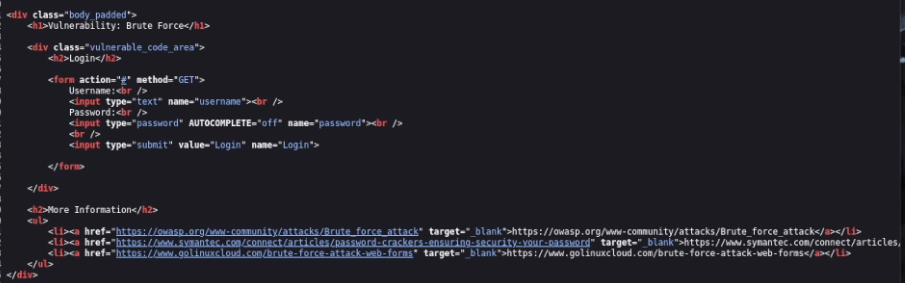 <div class="body_padded">
<h1>Vulnerability: Brute Force</h1>
<div class="vulnerable_code_area">
<h2>Login</h2>
<form action="#" method="GET">
Username:<br />
<input type="text" name="username"><br />
Password:<br />
<input type="password" AUTOCOMPLETE="off" name="password"><br />
<br />
<input type="submit" value="Login" name="Login">
</form>
</div>
<h2>More Information</h2>
<ul>
<li><a href="https://owasp.org/www-community/attacks/Brute_force_attack" target="_blank">https://owasp.org/www-community/attacks/Brute_force_attack</a></li>
<li><a href="https://www.symantec.com/connect/articles/password-crackers-ensuring-security-your-password" target="_blank">https://www.symantec.com/connect/articles/
<li><a href="https://www.golinuxcloud.com/brute-force-attack-web-forms" target="_blank">https://www.golinuxcloud.com/brute-force-attack-web-forms</a></li>
</ul>
</div>